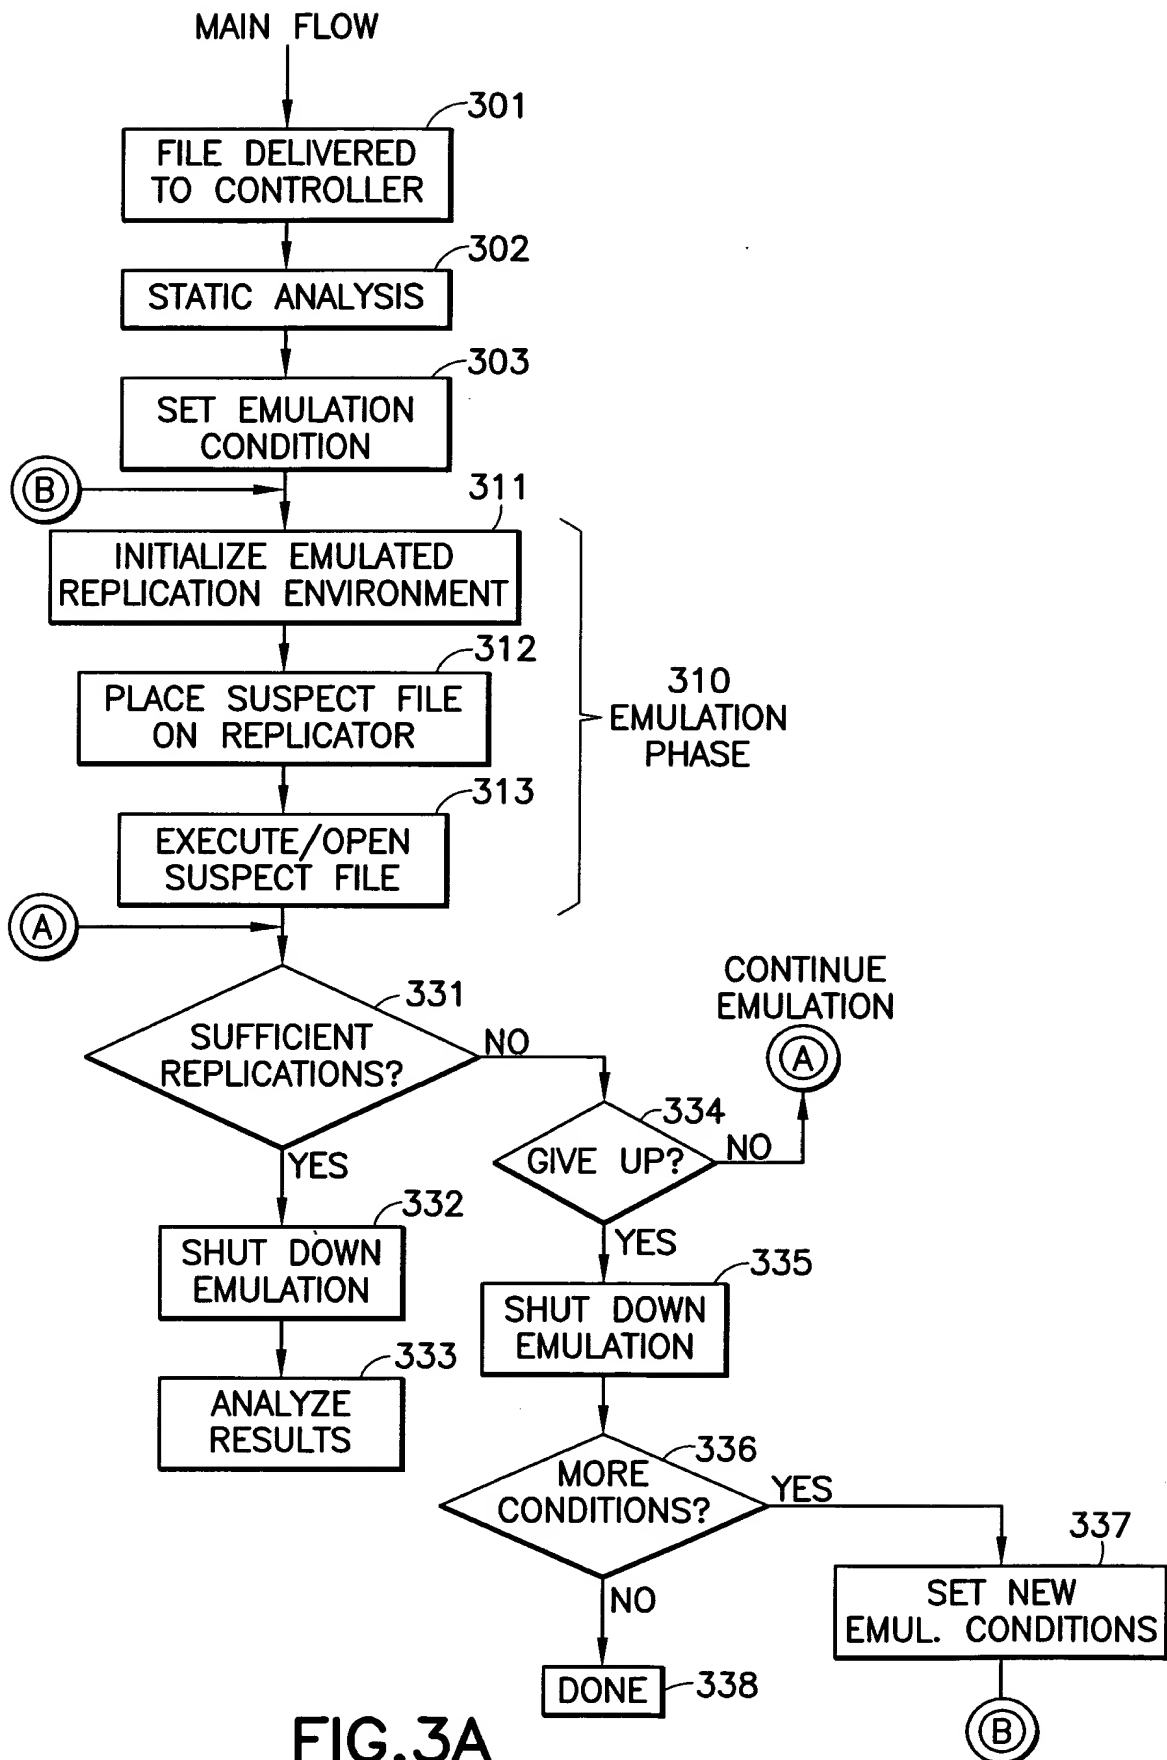 MAIN FLOW
301
FILE DELIVERED
TO CONTROLLER
302
STATIC ANALYSIS
303
SET EMULATION
CONDITION
B
311
INITIALIZE EMULATED
REPLICATION ENVIRONMENT
312
PLACE SUSPECT FILE
ON REPLICATOR
310
EMULATION
PHASE
313
EXECUTE/OPEN
SUSPECT FILE
A
331
SUFFICIENT
REPLICATIONS?
NO
YES
CONTINUE
EMULATION
A
334
GIVE UP?
NO
YES
332
SHUT DOWN
EMULATION
333
ANALYZE
RESULTS
335
SHUT DOWN
EMULATION
336
MORE
CONDITIONS?
YES
NO
337
SET NEW
EMUL. CONDITIONS
DONE
338
B
FIG.3A